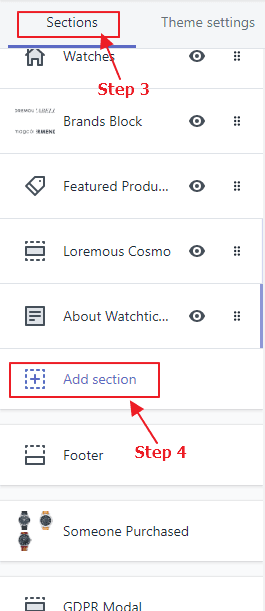 Sections
Theme settings
Watches
Step 3
Brands Block
Featured Produ...
Loremous Cosmo
About Watchtic...
Add section
Step 4
Footer
Someone Purchased
GDPR Modal